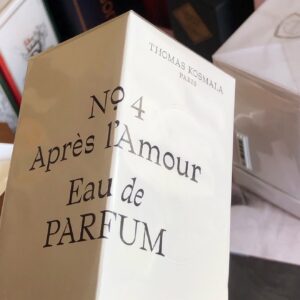 THOMAS KOSMALA
PARIS
No 4
Après l'Amour
Eau de
PARFUM